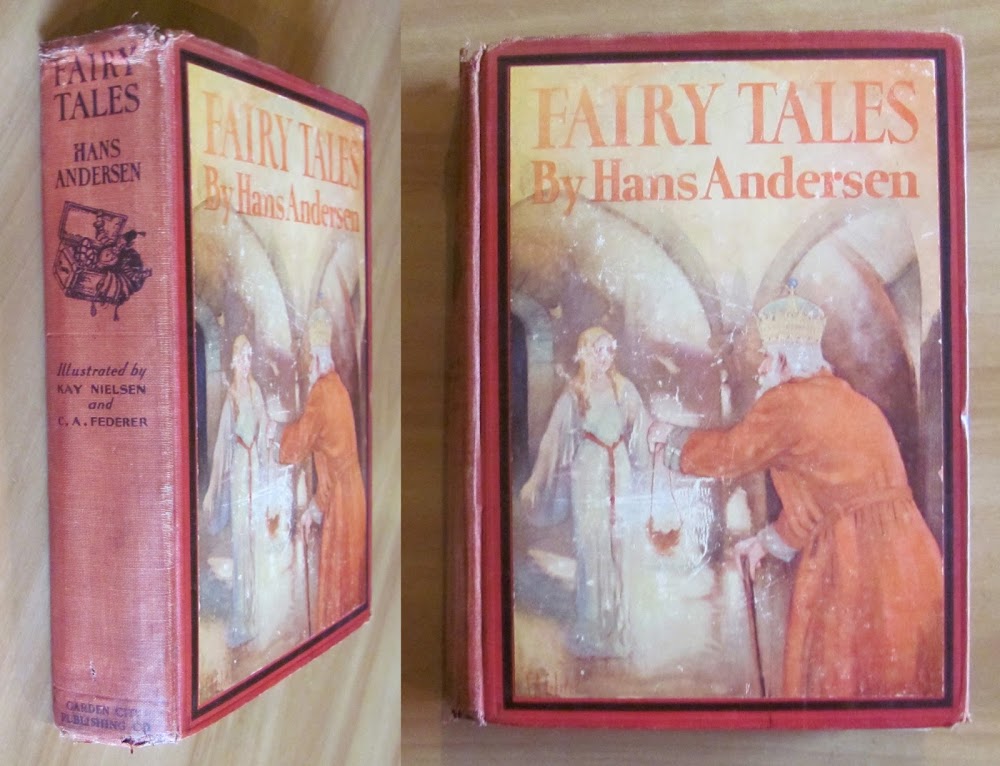 FAIRY
TALES
HANS
ANDERSEN
Illustrated by
KAY NIELSEN
and
C. A. FEDERER
GARDEN CITY
PUBLISHING CO
FAIRY TALES
By Hans Andersen
FAIRY TALES
By Hans Andersen